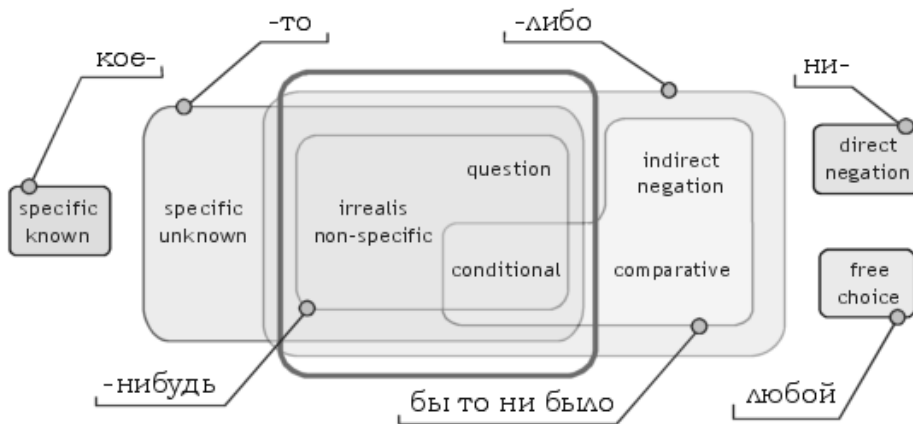 -то
-либо
кое-
ни-
direct
negation
indirect
negation
question
specific
known
specific
unknown
irrealis
non-specific
conditional
comparative
free
choice
-нибудь
бы то ни было
любой